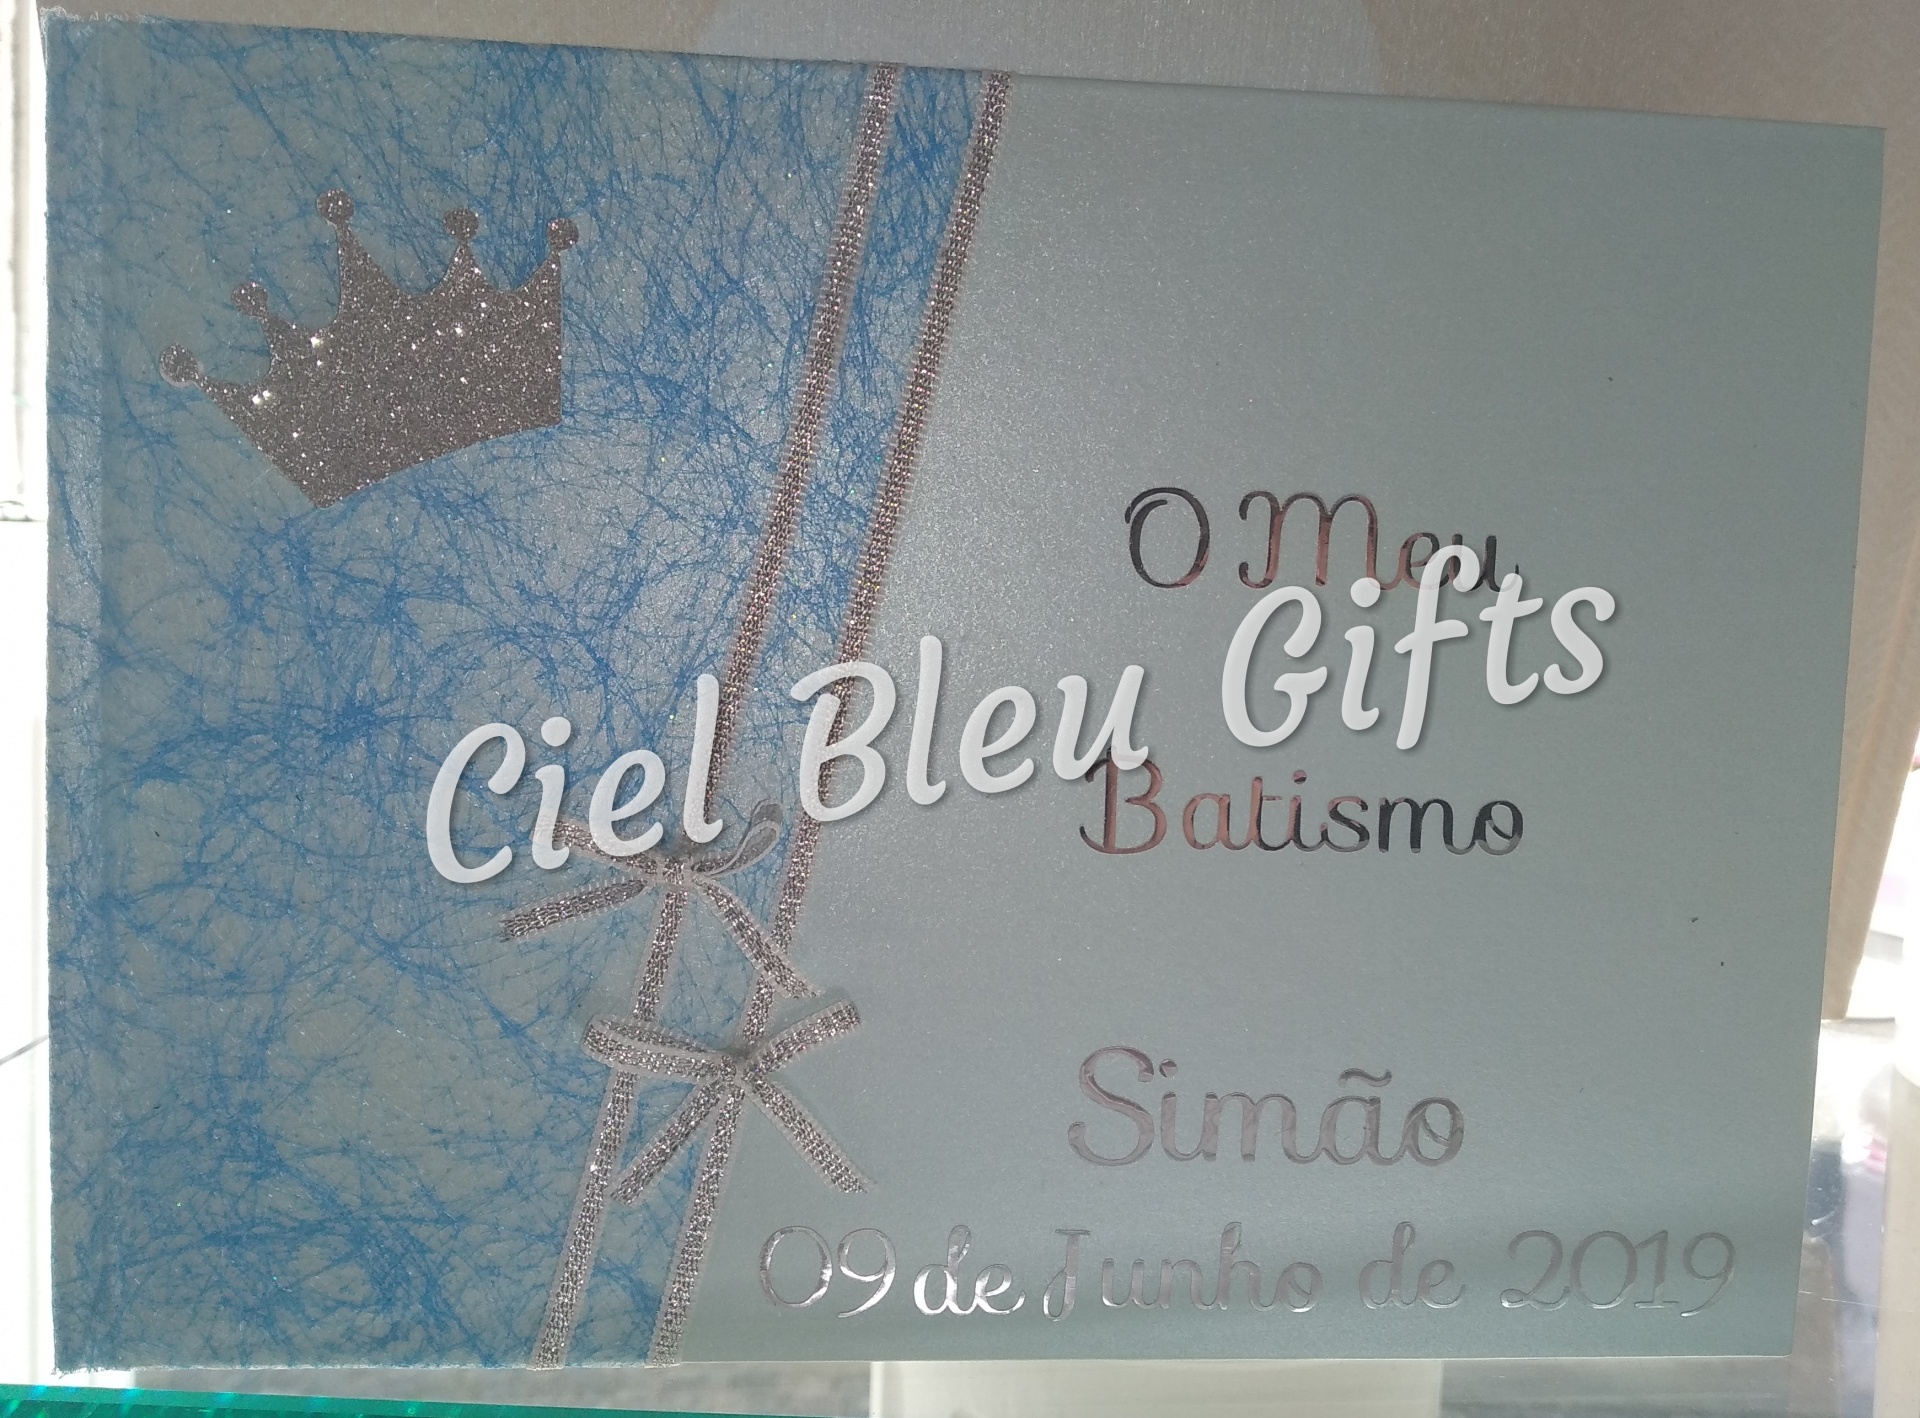 O Meu
Ciel Bleu Gifts
Batismo
Simão
09 de Junho de 2019